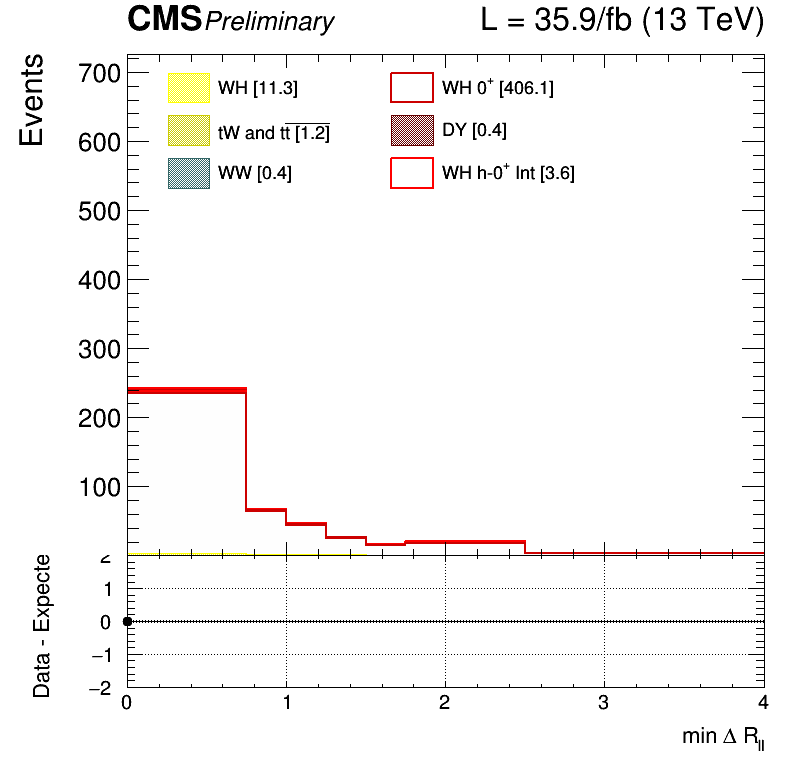 CMS Preliminary L = 35.9/fb (13 TeV)
Events
700
600
500
400
300
200
100
WH [11.3]
WH 0+ [406.1]
tW and tt [1.2]
DY [0.4]
WW [0.4]
WH h-0+ Int [3.6]
Data - Expecte
2
1
0
−1
−2
0 1 2 3 4
min Δ Rll